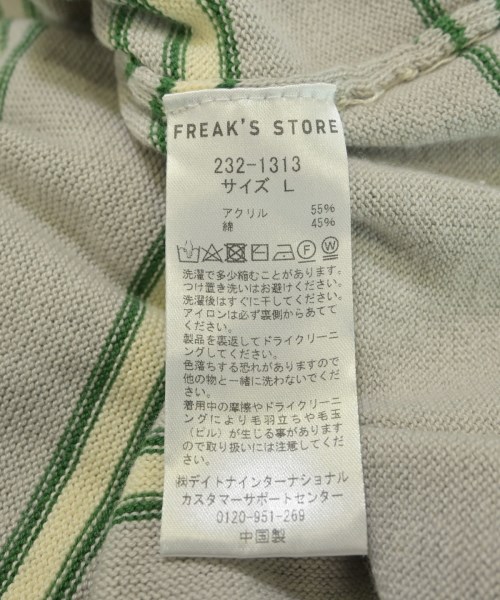 FREAK'S STORE
232-1313
サイズ L
アクリル 55%
綿 45%
F W
洗濯で多少縮むことがあります。
つけ置き洗いはお避けください。
洗濯後はすぐに干してください。
アイロンは必ず裏側からあてて
ください。
製品を裏返してドライクリーニ
ングしてください。
色落ちする恐れがありますので
他の物と一緒に洗わないでくだ
さい。
着用中の摩擦やドライクリーニ
ングにより毛羽立ちや毛玉
(ピル)が生じる事があります
ので取り扱いには注意してくだ
さい。
㈱デイトナインターナショナル
カスタマーサポートセンター
0120-951-269
中国製